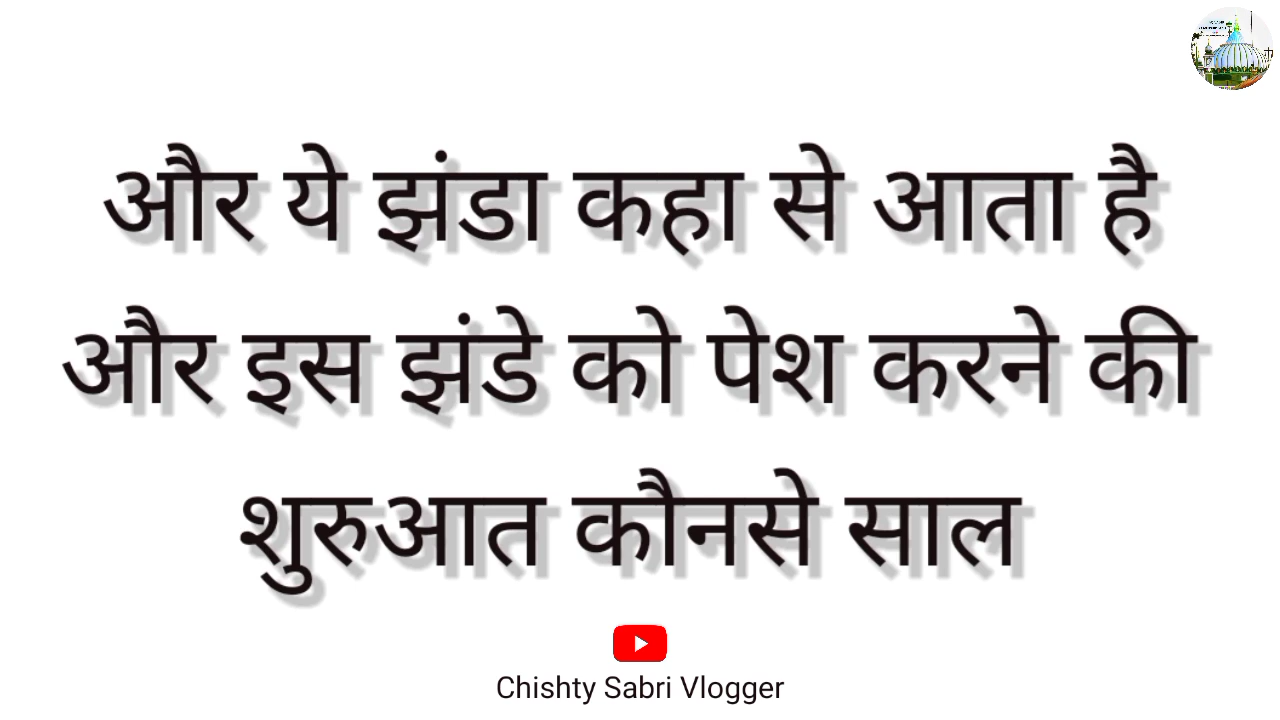 और ये झंडा कहा से आता है
और इस झंडे को पेश करने की
शुरुआत कौनसे साल
Chishty Sabri Vlogger